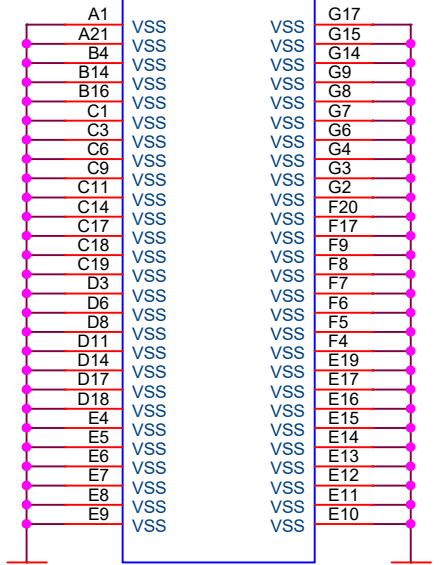 A1 VSS VSS G17
A21 VSS VSS G15
B4 VSS VSS G14
B14 VSS VSS G9
B16 VSS VSS G8
C1 VSS VSS G7
C3 VSS VSS G6
C6 VSS VSS G4
C9 VSS VSS G3
C11 VSS VSS G2
C14 VSS VSS F20
C17 VSS VSS F17
C18 VSS VSS F9
C19 VSS VSS F8
D3 VSS VSS F7
D6 VSS VSS F6
D8 VSS VSS F5
D11 VSS VSS F4
D14 VSS VSS E19
D17 VSS VSS E17
D18 VSS VSS E16
E4 VSS VSS E15
E5 VSS VSS E14
E6 VSS VSS E13
E7 VSS VSS E12
E8 VSS VSS E11
E9 VSS VSS E10